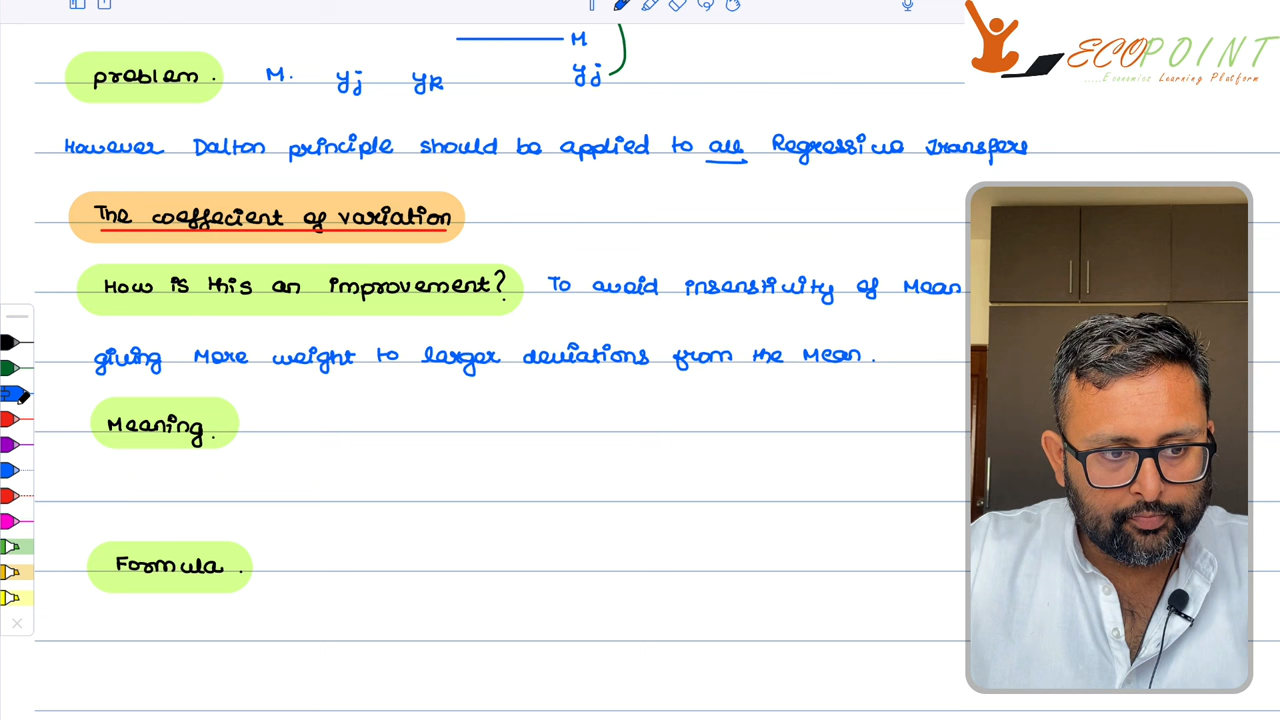 M
problem. M. yj yk yj
However Dalton principle should be applied to all Regressive Transfers
The coeffecient of variation
How is this an improvement? To avoid insenstivity of Mean
giving More weight to larger deviations from the Mean.
Meaning.
Formula.
ECOPOINT
.....Economics Learning Platform